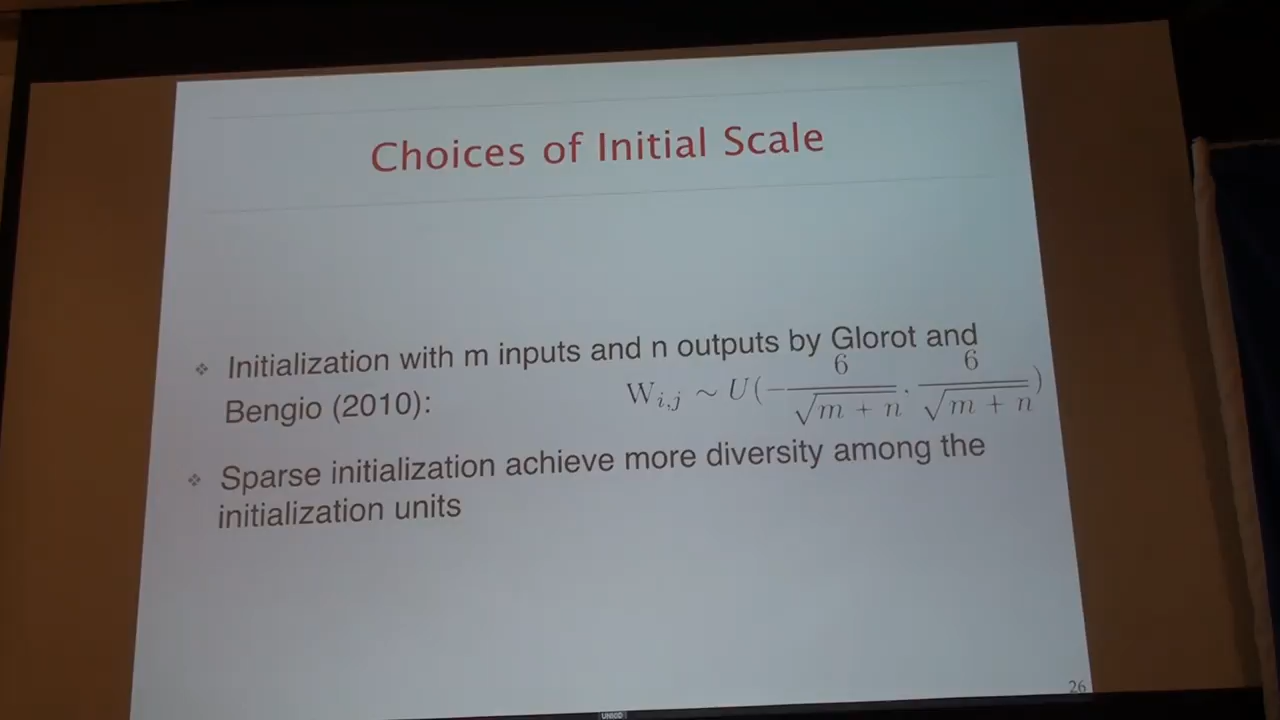 Choices of Initial Scale
❖ Initialization with m inputs and n outputs by Glorot and
Bengio (2010): W_{i,j} ~ U(-6/√(m + n), 6/√(m + n))
❖ Sparse initialization achieve more diversity among the
initialization units
26